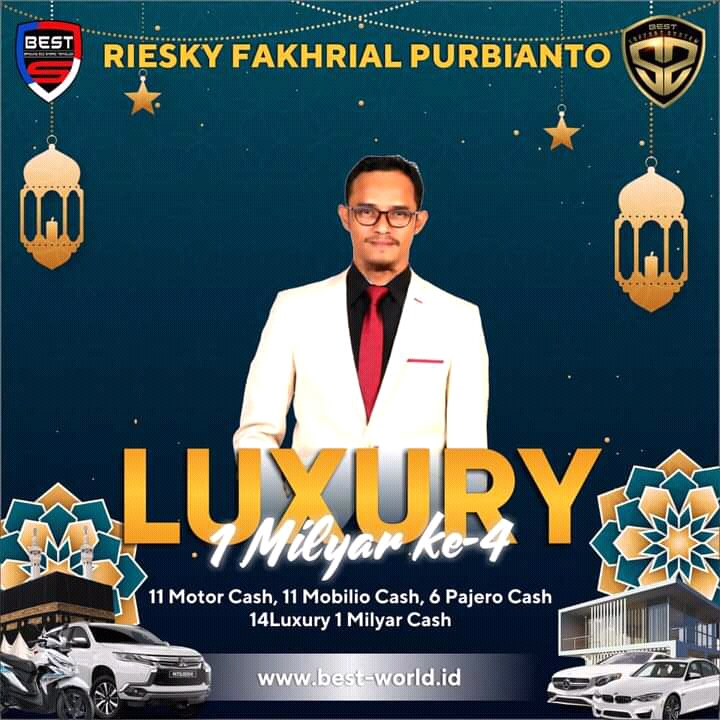 BEST
RIESKY FAKHRIAL PURBIANTO
BEST
LUXURY
1 Milyar ke-4
11 Motor Cash, 11 Mobilio Cash, 6 Pajero Cash
14Luxury 1 Milyar Cash
www.best-world.id